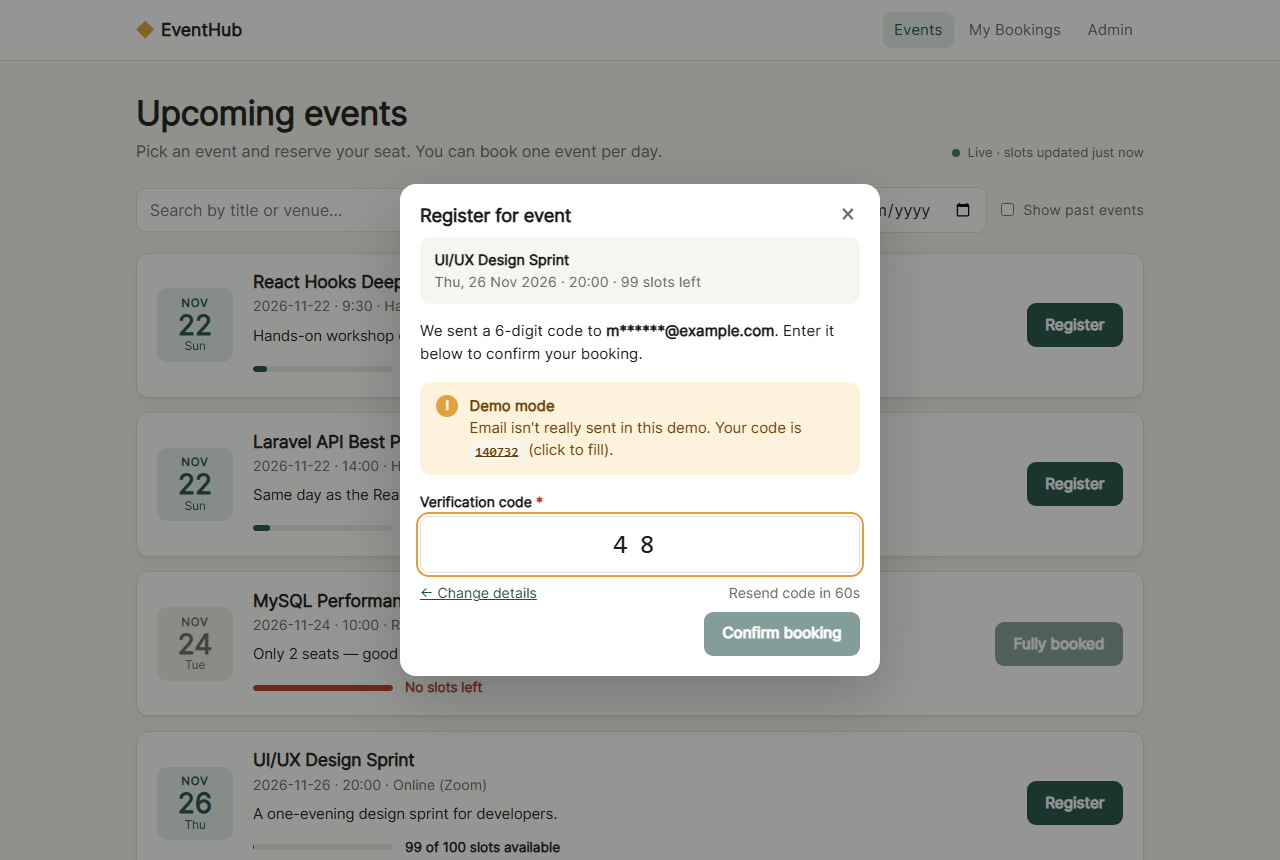 EventHub
Events
My Bookings
Admin
Upcoming events
Pick an event and reserve your seat. You can book one event per day.
Live · slots updated just now
Search by title or venue...
/yyyy
Show past events
Register for event
UI/UX Design Sprint
Thu, 26 Nov 2026 · 20:00 · 99 slots left
We sent a 6-digit code to m******@example.com. Enter it
below to confirm your booking.
Demo mode
Email isn't really sent in this demo. Your code is
140732 (click to fill).
Verification code *
4 8
← Change details
Resend code in 60s
Confirm booking
NOV
22
Sun
React Hooks Deep
2026-11-22 · 9:30 · Ha
Hands-on workshop
Register
NOV
22
Sun
Laravel API Best P
2026-11-22 · 14:00 · H
Same day as the Rea
Register
NOV
24
Tue
MySQL Performan
2026-11-24 · 10:00 · R
Only 2 seats — good
No slots left
Fully booked
NOV
26
Thu
UI/UX Design Sprint
2026-11-26 · 20:00 · Online (Zoom)
A one-evening design sprint for developers.
99 of 100 slots available
Register